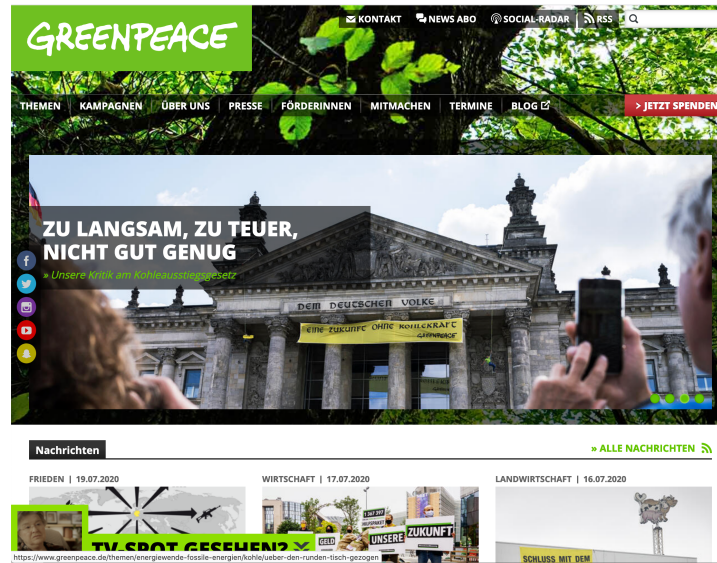 GREENPEACE
KONTAKT NEWS ABO SOCIAL-RADAR RSS
THEMEN KAMPAGNEN ÜBER UNS PRESSE FÖRDERINNEN MITMACHEN TERMINE BLOG > JETZT SPENDEN
ZU LANGSAM, ZU TEUER,
NICHT GUT GENUG
» Unsere Kritik am Kohleausstiegsgesetz
DEM DEUTSCHEN VOLKE
EINE ZUKUNFT OHNE KOHLEKRAFT
GREENPEACE
Nachrichten » ALLE NACHRICHTEN
FRIEDEN | 19.07.2020 WIRTSCHAFT | 17.07.2020 LANDWIRTSCHAFT | 16.07.2020
1 367 397
GELD UNSERE ZUKUNFT
SCHLUSS MIT DEM
TV-SPOT GESEHEN?
https://www.greenpeace.de/themen/energiewende-fossile-energien/kohle/ueber-den-runden-tisch-gezogen